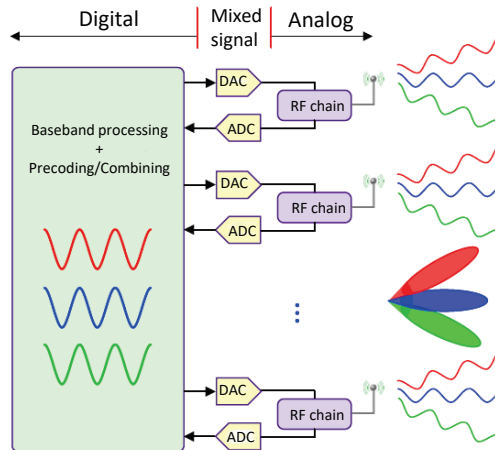 Digital
Mixed
signal
Analog
Baseband processing
+
Precoding/Combining
DAC
RF chain
ADC
DAC
RF chain
ADC
DAC
RF chain
ADC